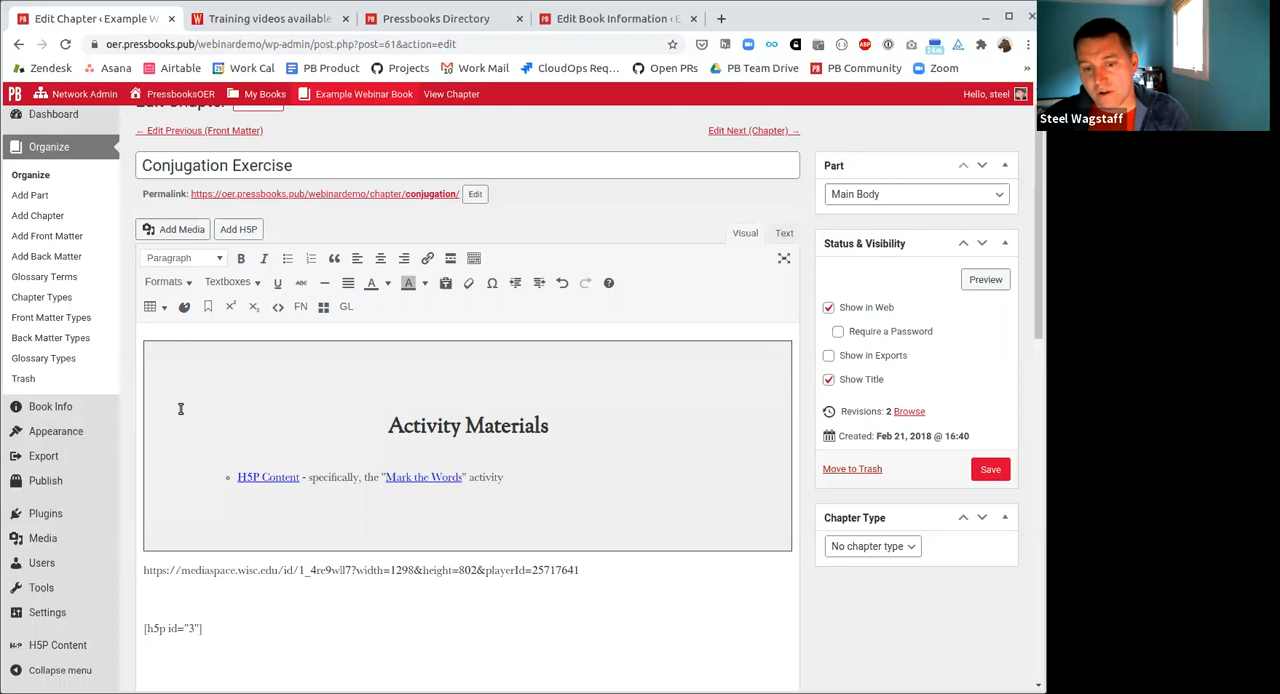 Edit Chapter ‹ Example W
Training videos available
Pressbooks Directory
Edit Book Information ‹ E
oer.pressbooks.pub/webinardemo/wp-admin/post.php?post=61&action=edit
Zendesk Asana Airtable Work Cal PB Product Projects Work Mail CloudOps Req... Open PRs PB Team Drive PB Community Zoom »
Network Admin PressbooksOER My Books Example Webinar Book View Chapter Hello, steel
Steel Wagstaff
Dashboard
Organize
Organize
Add Part
Add Chapter
Add Front Matter
Add Back Matter
Glossary Terms
Chapter Types
Front Matter Types
Back Matter Types
Glossary Types
Trash
Book Info
Appearance
Export
Publish
Plugins
Media
Users
Tools
Settings
H5P Content
Collapse menu
← Edit Previous (Front Matter)
Edit Next (Chapter) →
Conjugation Exercise
Permalink: https://oer.pressbooks.pub/webinardemo/chapter/conjugation/ Edit
Add Media Add H5P
Visual Text
Paragraph
Formats Textboxes
FN GL
Activity Materials
H5P Content - specifically, the "Mark the Words" activity
https://mediaspace.wisc.edu/id/1_4re9wll7?width=1298&height=802&playerId=25717641
[h5p id="3"]
Part
Main Body
Status & Visibility
Preview
Show in Web
Require a Password
Show in Exports
Show Title
Revisions: 2 Browse
Created: Feb 21, 2018 @ 16:40
Move to Trash Save
Chapter Type
No chapter type